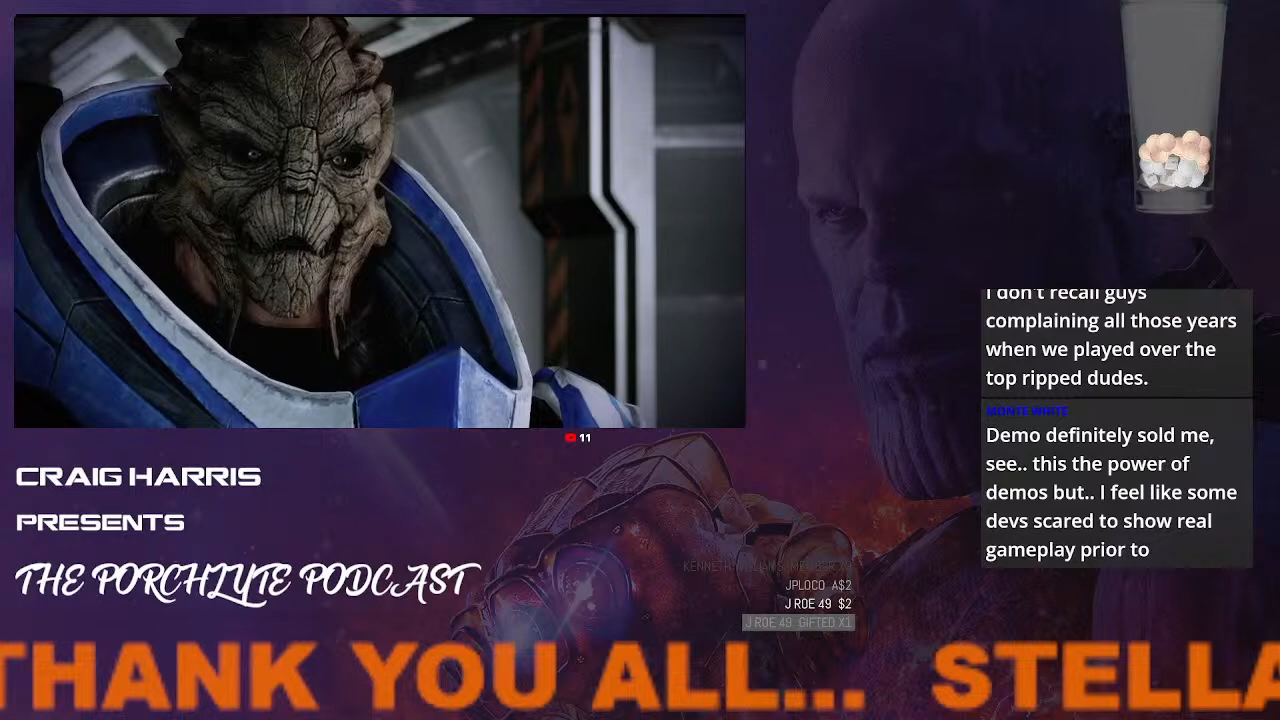 I don't recall guys
complaining all those years
when we played over the
top ripped dudes.
MONTE WHITE
Demo definitely sold me,
see.. this the power of
demos but.. I feel like some
devs scared to show real
gameplay prior to
11
CRAIG HARRIS
PRESENTS
THE PORCHLYTE PODCAST
JPLOCO A$2
J ROE 49 $2
J ROE 49 GIFTED X1
THANK YOU ALL... STELLA